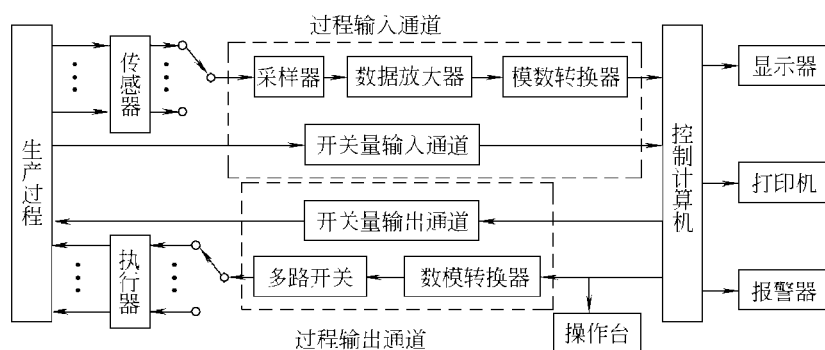 过程输入通道
传感器
采样器
数据放大器
模数转换器
显示器
开关量输入通道
生产过程
控制计算机
打印机
开关量输出通道
执行器
多路开关
数模转换器
报警器
操作台
过程输出通道